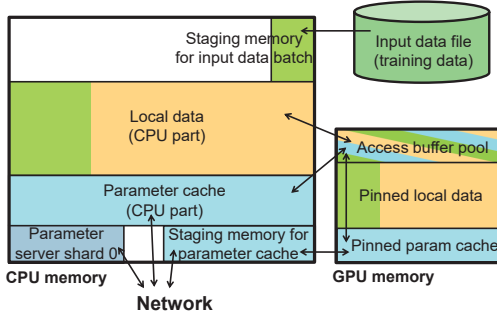 Staging memory
for input data batch
Input data file
(training data)
Local data
(CPU part)
Access buffer pool
Pinned local data
Parameter cache
(CPU part)
Parameter
server shard 0
Staging memory for
parameter cache
Pinned param cache
CPU memory
GPU memory
Network